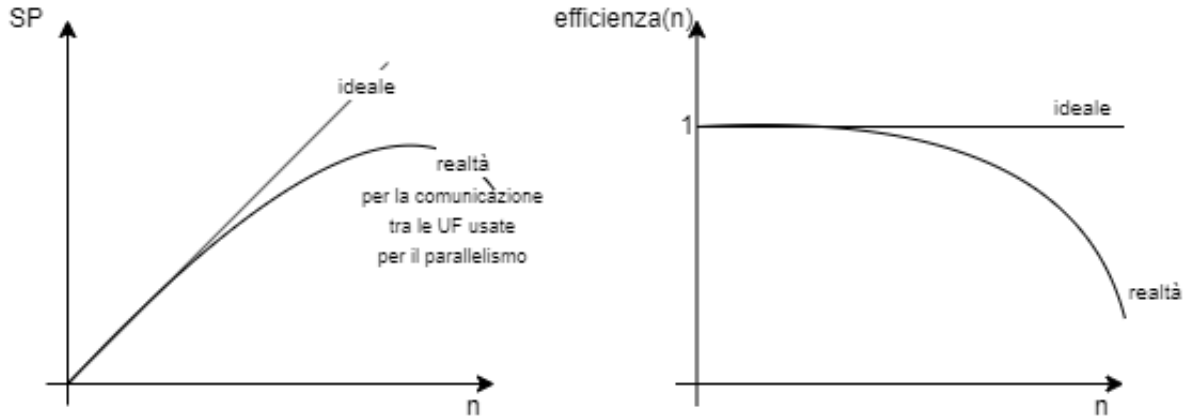 SP
ideale
realtà
per la comunicazione
tra le UF usate
per il parallelismo
n
efficienza(n)
1
ideale
realtà
n